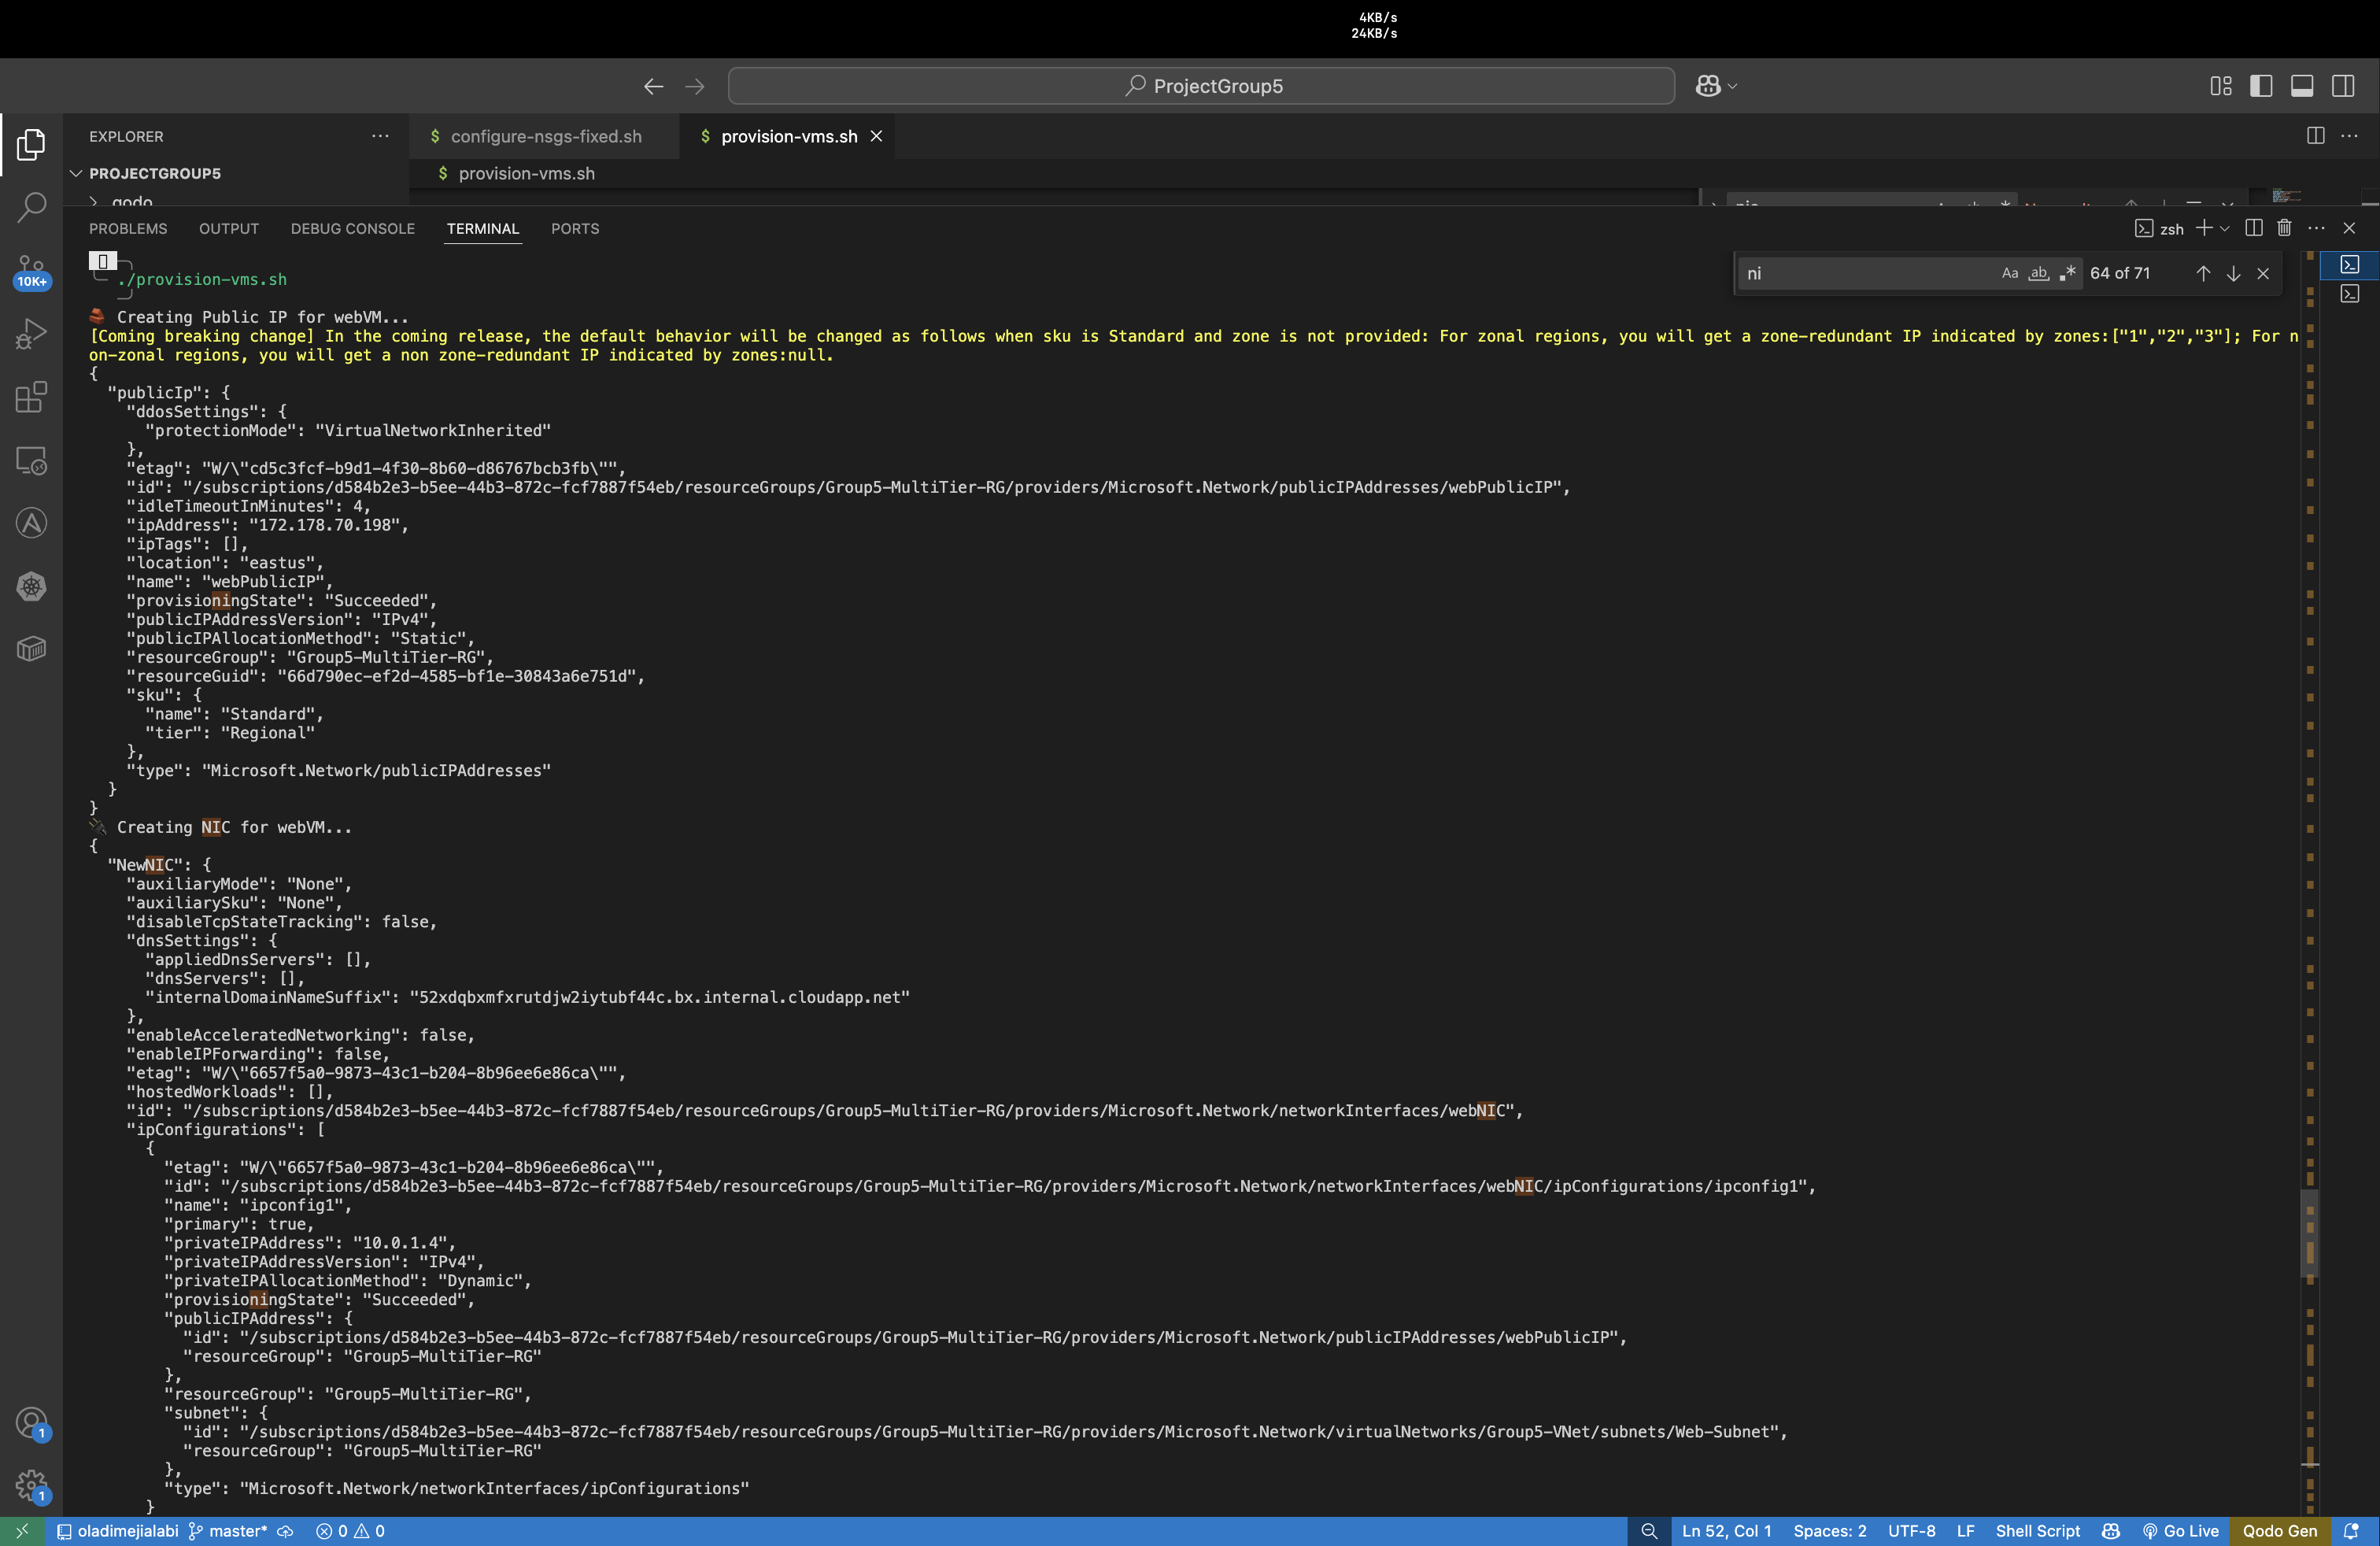 4KB/s
24KB/s
ProjectGroup5
EXPLORER
$ configure-nsgs-fixed.sh
$ provision-vms.sh
PROJECTGROUP5
$ provision-vms.sh
PROBLEMS
OUTPUT
DEBUG CONSOLE
TERMINAL
PORTS
zsh
ni
Aa
ab
64 of 71
10K+
./provision-vms.sh
Creating Public IP for webVM...
[Coming breaking change] In the coming release, the default behavior will be changed as follows when sku is Standard and zone is not provided: For zonal regions, you will get a zone-redundant IP indicated by zones:["1","2","3"]; For n
on-zonal regions, you will get a non zone-redundant IP indicated by zones:null.
{
  "publicIp": {
    "ddosSettings": {
      "protectionMode": "VirtualNetworkInherited"
    },
    "etag": "W/\"cd5c3fcf-b9d1-4f30-8b60-d86767bcb3fb\"",
    "id": "/subscriptions/d584b2e3-b5ee-44b3-872c-fcf7887f54eb/resourceGroups/Group5-MultiTier-RG/providers/Microsoft.Network/publicIPAddresses/webPublicIP",
    "idleTimeoutInMinutes": 4,
    "ipAddress": "172.178.70.198",
    "ipTags": [],
    "location": "eastus",
    "name": "webPublicIP",
    "provisioningState": "Succeeded",
    "publicIPAddressVersion": "IPv4",
    "publicIPAllocationMethod": "Static",
    "resourceGroup": "Group5-MultiTier-RG",
    "resourceGuid": "66d790ec-ef2d-4585-bf1e-30843a6e751d",
    "sku": {
      "name": "Standard",
      "tier": "Regional"
    },
    "type": "Microsoft.Network/publicIPAddresses"
  }
}
Creating NIC for webVM...
{
  "NewNIC": {
    "auxiliaryMode": "None",
    "auxiliarySku": "None",
    "disableTcpStateTracking": false,
    "dnsSettings": {
      "appliedDnsServers": [],
      "dnsServers": [],
      "internalDomainNameSuffix": "52xdqbxmfxrutdjw2iytubf44c.bx.internal.cloudapp.net"
    },
    "enableAcceleratedNetworking": false,
    "enableIPForwarding": false,
    "etag": "W/\"6657f5a0-9873-43c1-b204-8b96ee6e86ca\"",
    "hostedWorkloads": [],
    "id": "/subscriptions/d584b2e3-b5ee-44b3-872c-fcf7887f54eb/resourceGroups/Group5-MultiTier-RG/providers/Microsoft.Network/networkInterfaces/webNIC",
    "ipConfigurations": [
      {
        "etag": "W/\"6657f5a0-9873-43c1-b204-8b96ee6e86ca\"",
        "id": "/subscriptions/d584b2e3-b5ee-44b3-872c-fcf7887f54eb/resourceGroups/Group5-MultiTier-RG/providers/Microsoft.Network/networkInterfaces/webNIC/ipConfigurations/ipconfig1",
        "name": "ipconfig1",
        "primary": true,
        "privateIPAddress": "10.0.1.4",
        "privateIPAddressVersion": "IPv4",
        "privateIPAllocationMethod": "Dynamic",
        "provisioningState": "Succeeded",
        "publicIPAddress": {
          "id": "/subscriptions/d584b2e3-b5ee-44b3-872c-fcf7887f54eb/resourceGroups/Group5-MultiTier-RG/providers/Microsoft.Network/publicIPAddresses/webPublicIP",
          "resourceGroup": "Group5-MultiTier-RG"
        },
        "resourceGroup": "Group5-MultiTier-RG",
        "subnet": {
          "id": "/subscriptions/d584b2e3-b5ee-44b3-872c-fcf7887f54eb/resourceGroups/Group5-MultiTier-RG/providers/Microsoft.Network/virtualNetworks/Group5-VNet/subnets/Web-Subnet",
          "resourceGroup": "Group5-MultiTier-RG"
        },
        "type": "Microsoft.Network/networkInterfaces/ipConfigurations"
      }
1
1
oladimejialabi
master*
0
0
Ln 52, Col 1
Spaces: 2
UTF-8
LF
Shell Script
Go Live
Qodo Gen